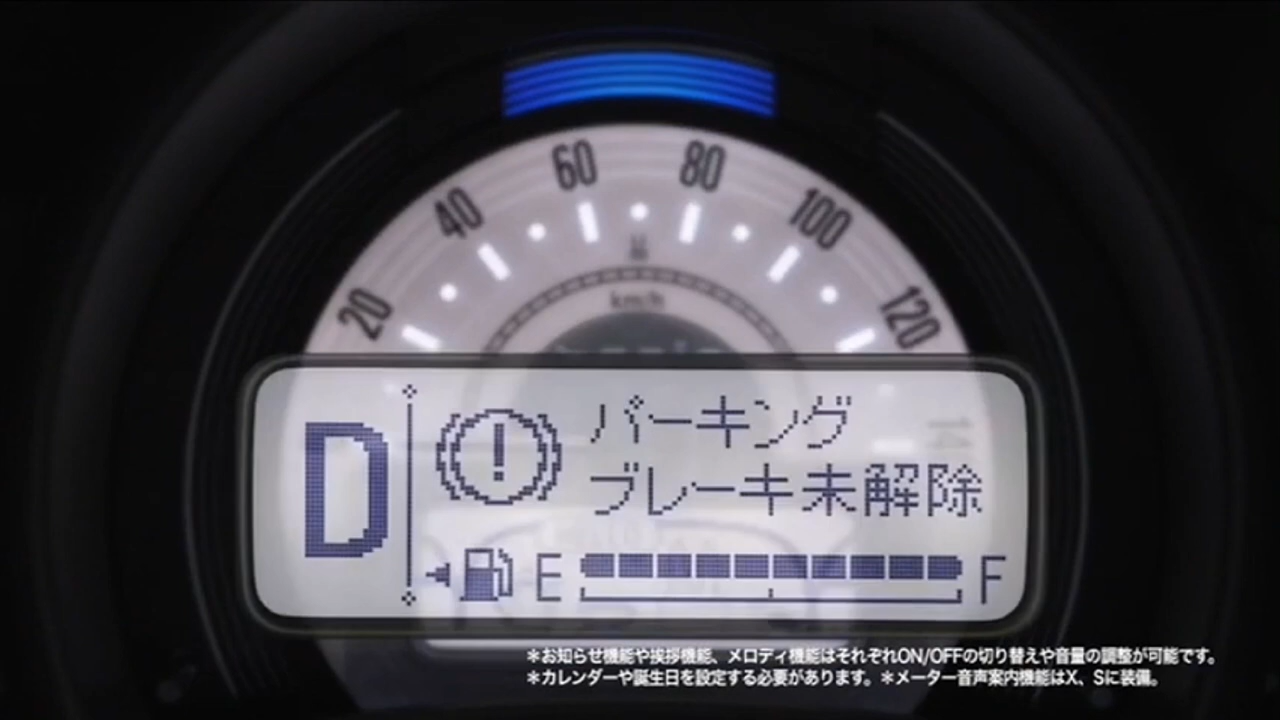 60 80
40 100
20 120
km/h
D
パーキング
ブレーキ未解除
E F
＊お知らせ機能や挨拶機能、メロディ機能はそれぞれON/OFFの切り替えや音量の調整が可能です。
＊カレンダーや誕生日を設定する必要があります。＊メーター音声案内機能はX、Sに装備。